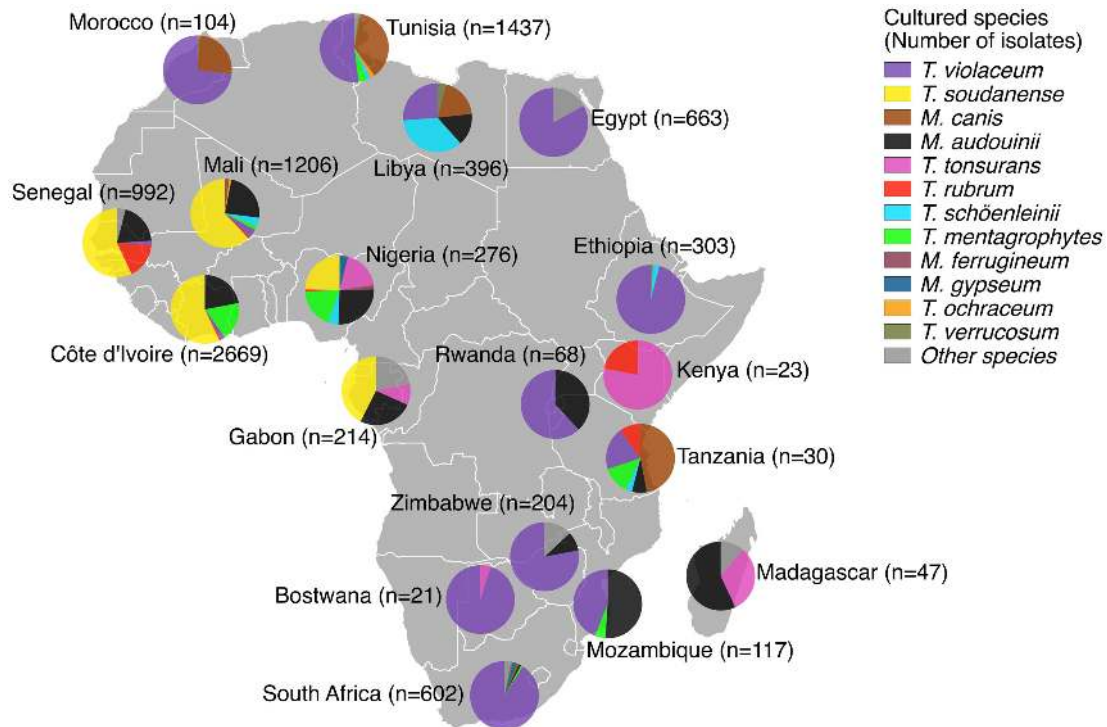 Morocco (n=104)
Tunisia (n=1437)
Libya (n=396)
Egypt (n=663)
Mali (n=1206)
Senegal (n=992)
Nigeria (n=276)
Ethiopia (n=303)
Côte d'Ivoire (n=2669)
Rwanda (n=68)
Kenya (n=23)
Gabon (n=214)
Tanzania (n=30)
Zimbabwe (n=204)
Madagascar (n=47)
Bostwana (n=21)
Mozambique (n=117)
South Africa (n=602)
Cultured species
(Number of isolates)
T. violaceum
T. soudanense
M. canis
M. audouinii
T. tonsurans
T. rubrum
T. schöenleinii
T. mentagrophytes
M. ferrugineum
M. gypseum
T. ochraceum
T. verrucosum
Other species